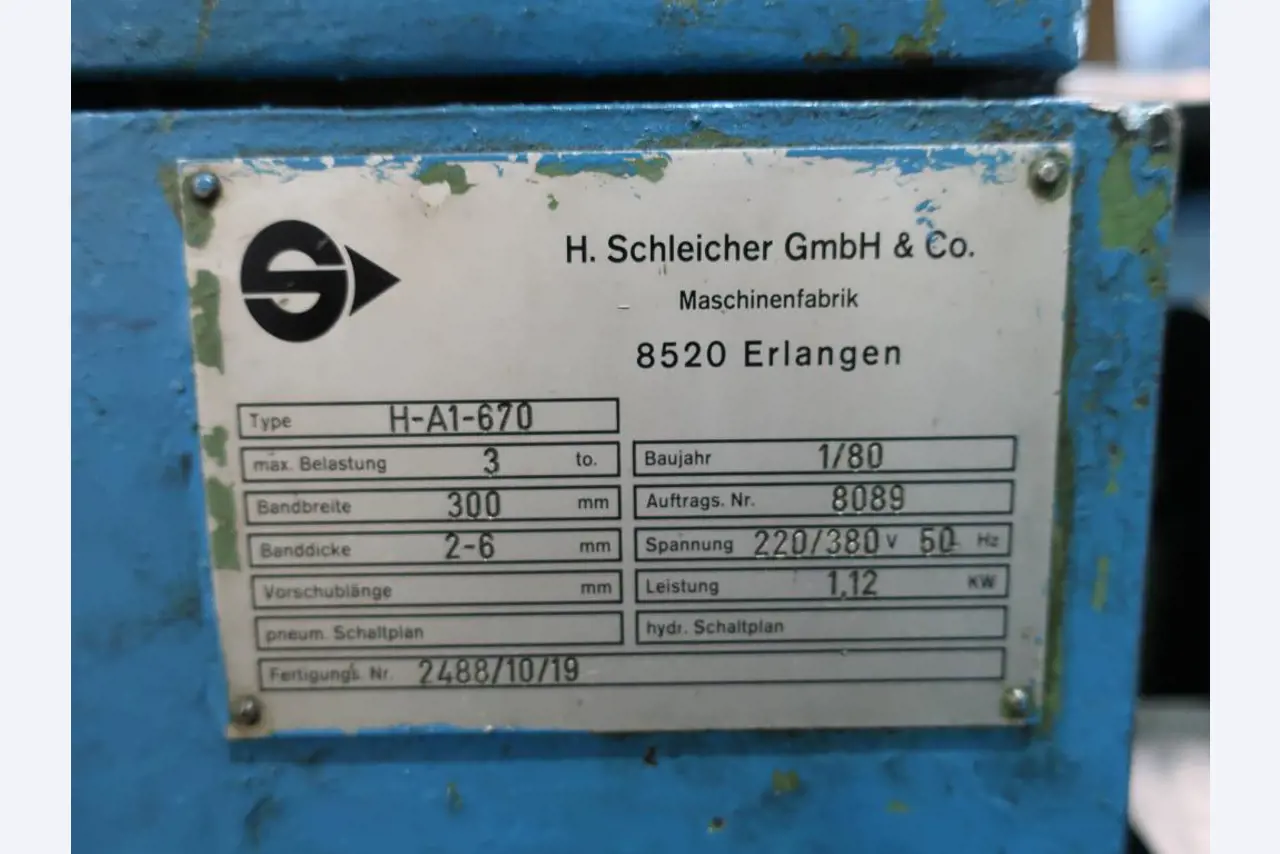 H. Schleicher GmbH & Co.
Maschinenfabrik
8520 Erlangen
Type H-A1-670
max. Belastung 3 to.
Bandbreite 300 mm
Banddicke 2-6 mm
Vorschublänge mm
pneum. Schaltplan
Baujahr 1/80
Auftrags. Nr. 8089
Spannung 220/380 V 50 Hz
Leistung 1,12 KW
hydr. Schaltplan
Fertigungs. Nr. 2488/10/19